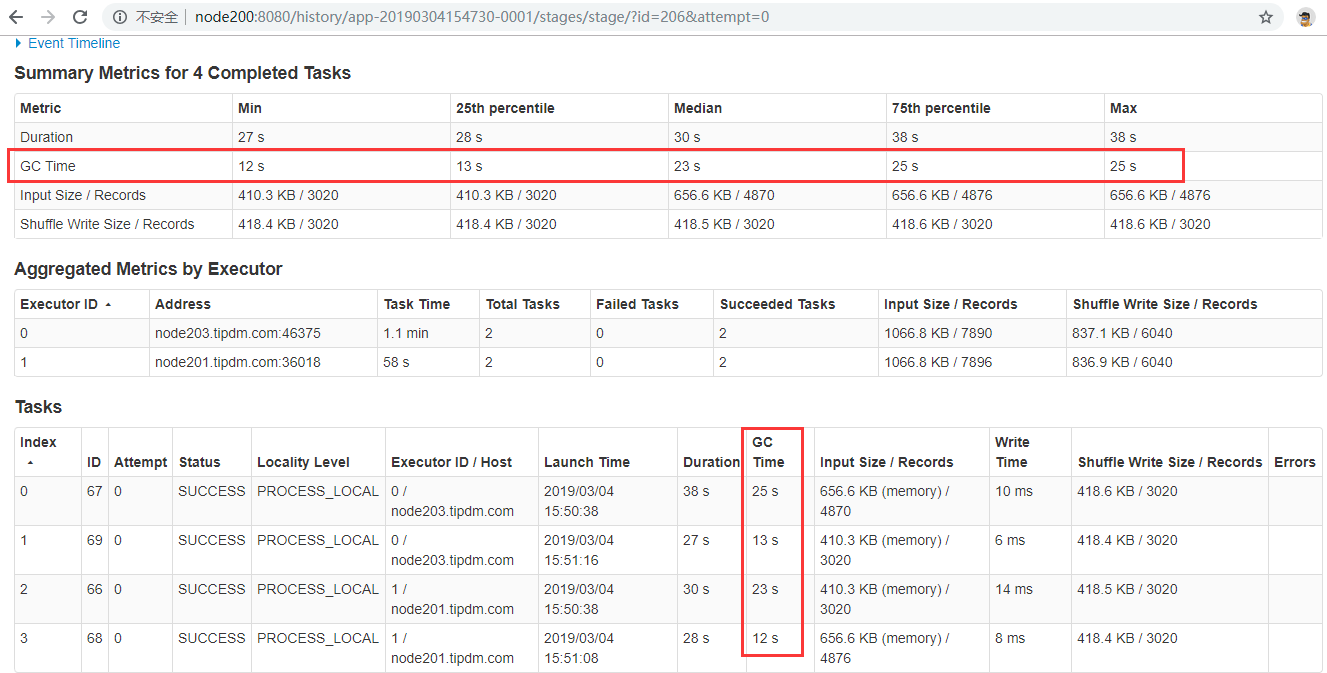 不安全 node200:8080/history/app-20190304154730-0001/stages/stage/?id=206&attempt=0
Event Timeline
Summary Metrics for 4 Completed Tasks
Metric Min 25th percentile Median 75th percentile Max
Duration 27 s 28 s 30 s 38 s 38 s
GC Time 12 s 13 s 23 s 25 s 25 s
Input Size / Records 410.3 KB / 3020 410.3 KB / 3020 656.6 KB / 4870 656.6 KB / 4876 656.6 KB / 4876
Shuffle Write Size / Records 418.4 KB / 3020 418.4 KB / 3020 418.5 KB / 3020 418.6 KB / 3020 418.6 KB / 3020
Aggregated Metrics by Executor
Executor ID Address Task Time Total Tasks Failed Tasks Succeeded Tasks Input Size / Records Shuffle Write Size / Records
0 node203.tipdm.com:46375 1.1 min 2 0 2 1066.8 KB / 7890 837.1 KB / 6040
1 node201.tipdm.com:36018 58 s 2 0 2 1066.8 KB / 7896 836.9 KB / 6040
Tasks
Index ID Attempt Status Locality Level Executor ID / Host Launch Time Duration GC Time Input Size / Records Write Time Shuffle Write Size / Records Errors
0 67 0 SUCCESS PROCESS_LOCAL 0 / 2019/03/04 38 s 25 s 656.6 KB (memory) / 10 ms 418.6 KB / 3020
node203.tipdm.com 15:50:38 4870
1 69 0 SUCCESS PROCESS_LOCAL 0 / 2019/03/04 27 s 13 s 410.3 KB (memory) / 6 ms 418.4 KB / 3020
node203.tipdm.com 15:51:16 3020
2 66 0 SUCCESS PROCESS_LOCAL 1 / 2019/03/04 30 s 23 s 410.3 KB (memory) / 14 ms 418.5 KB / 3020
node201.tipdm.com 15:50:38 3020
3 68 0 SUCCESS PROCESS_LOCAL 1 / 2019/03/04 28 s 12 s 656.6 KB (memory) / 8 ms 418.4 KB / 3020
node201.tipdm.com 15:51:08 4876